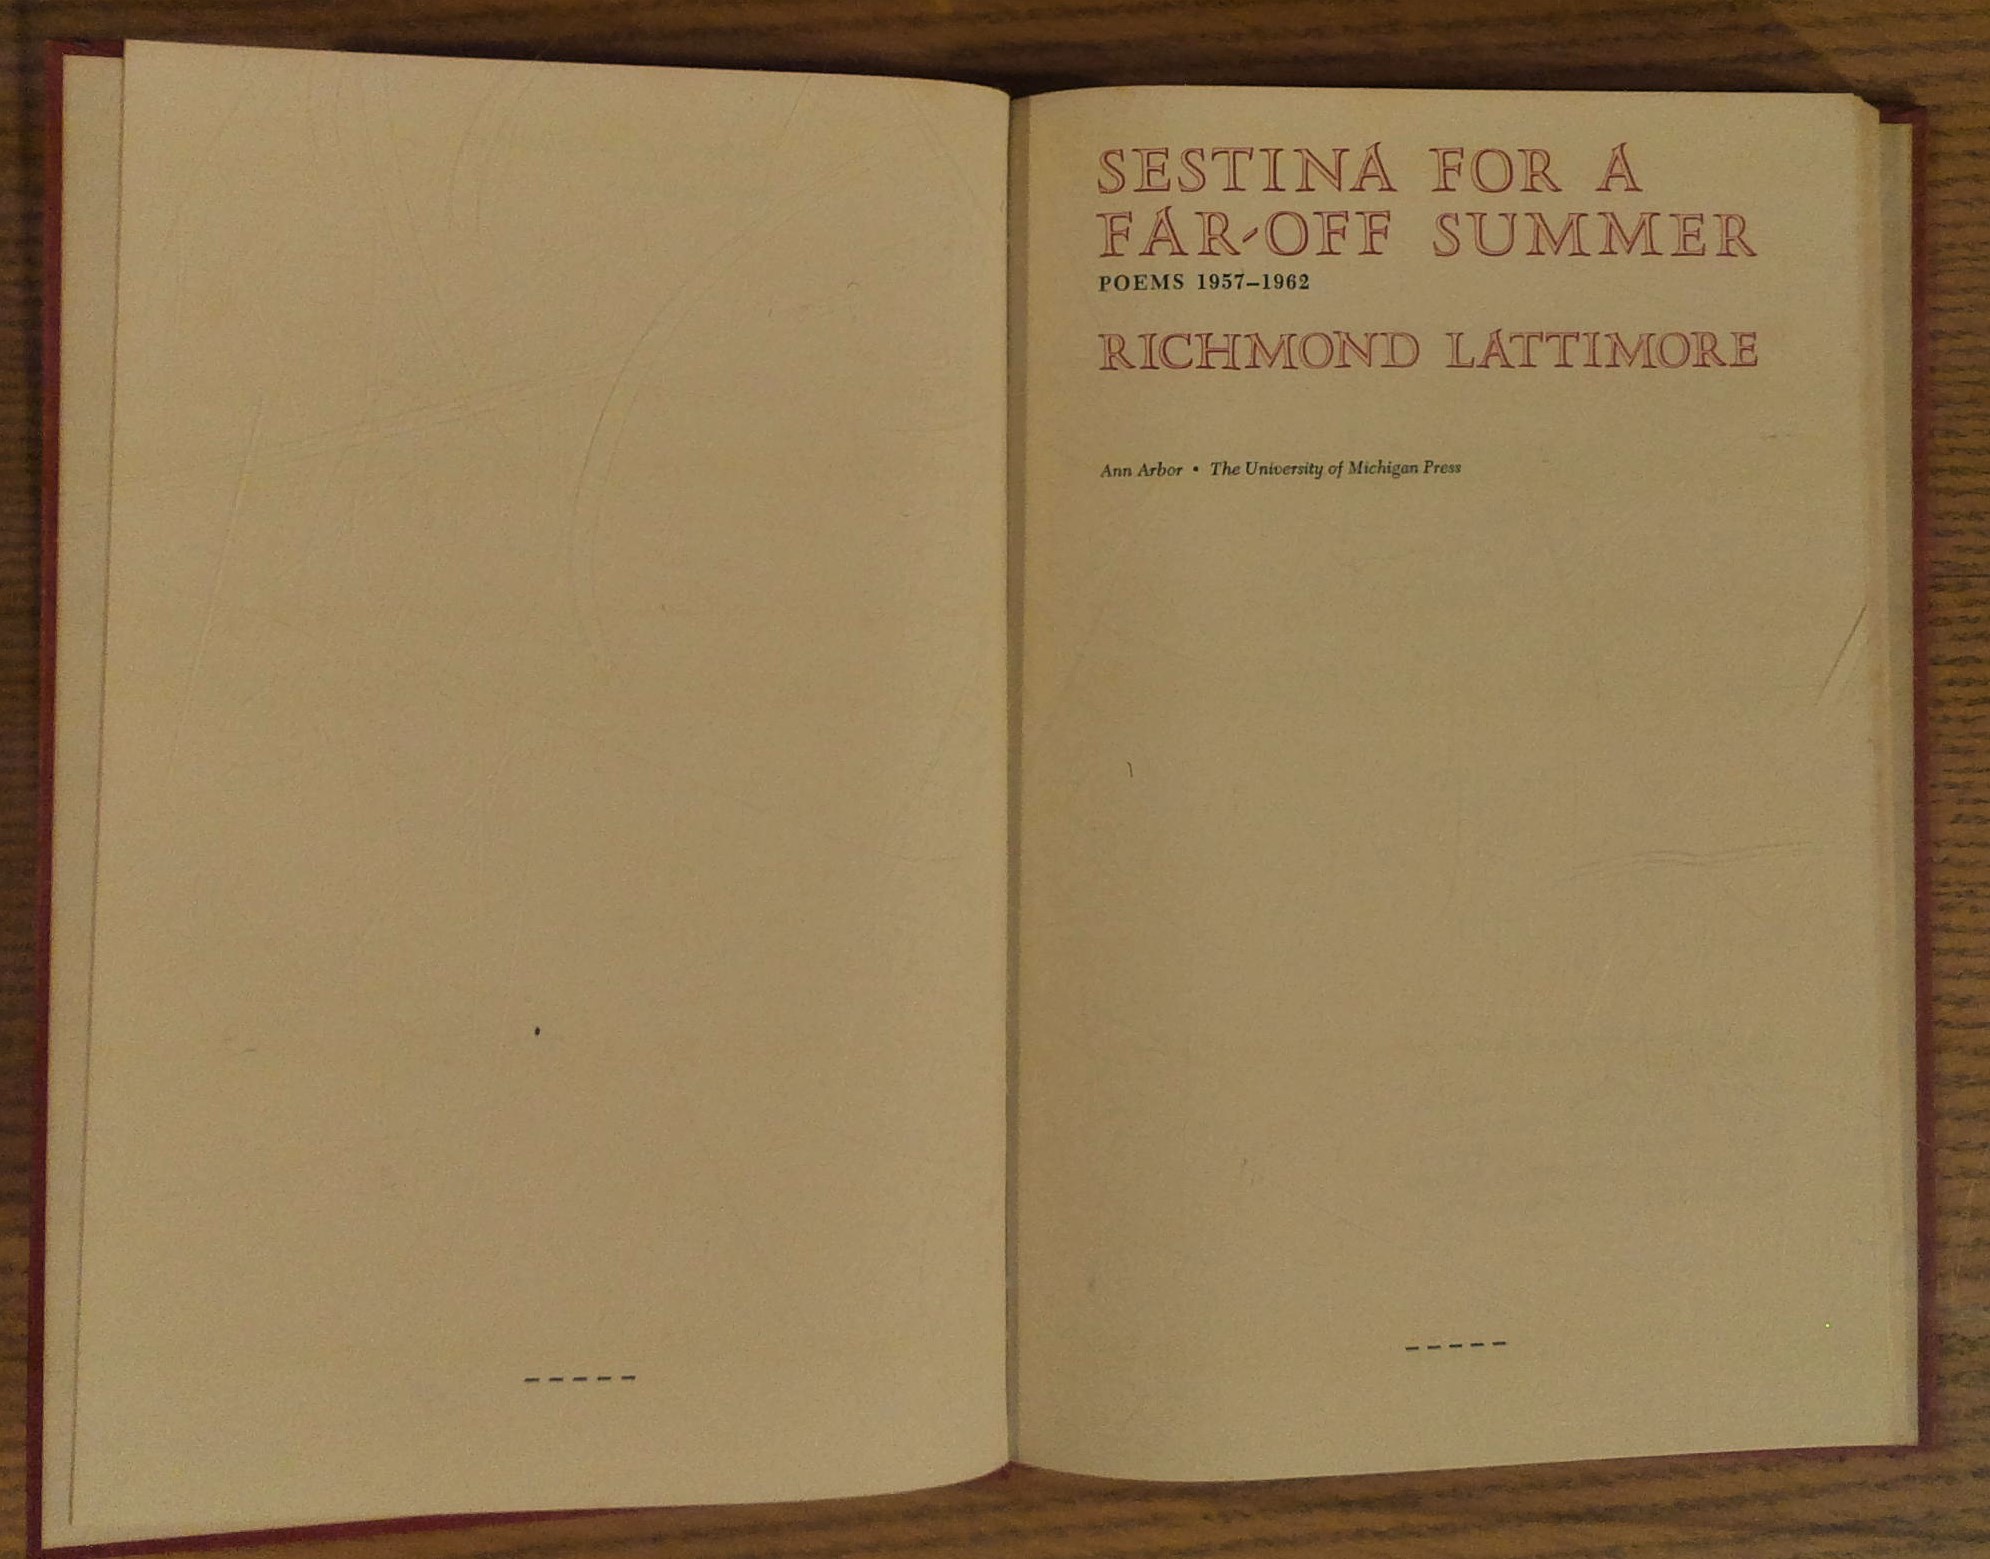 SESTINA FOR A
FAR-OFF SUMMER
POEMS 1957–1962
RICHMOND LATTIMORE
Ann Arbor • The University of Michigan Press